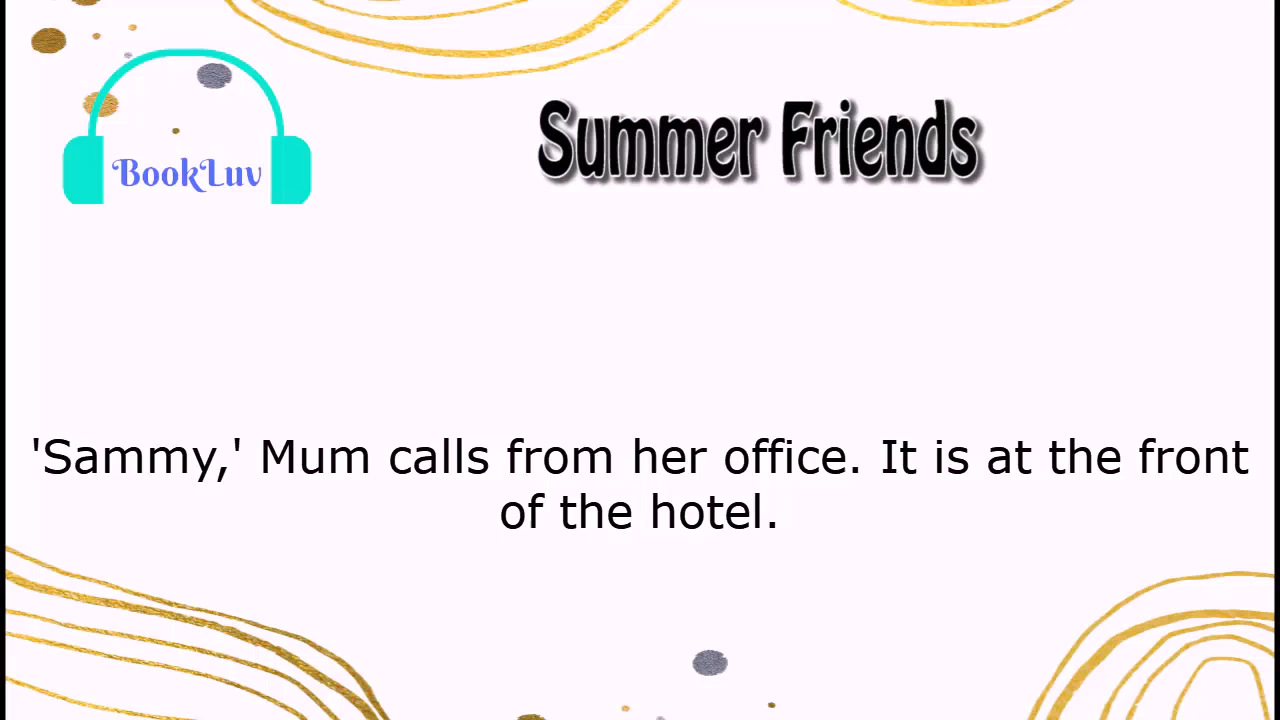 Summer Friends
BookLuv
'Sammy,' Mum calls from her office. It is at the front
of the hotel.